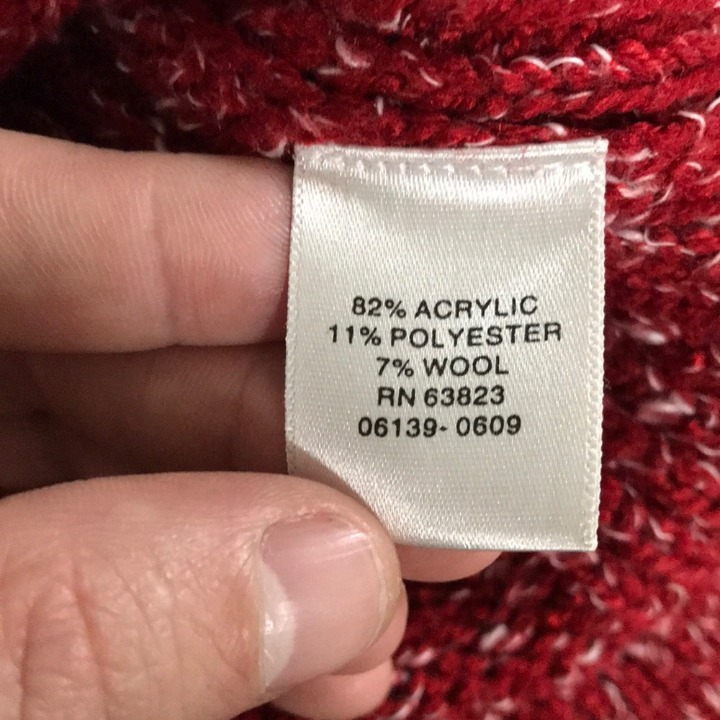 82% ACRYLIC
11% POLYESTER
7% WOOL
RN 63823
06139- 0609